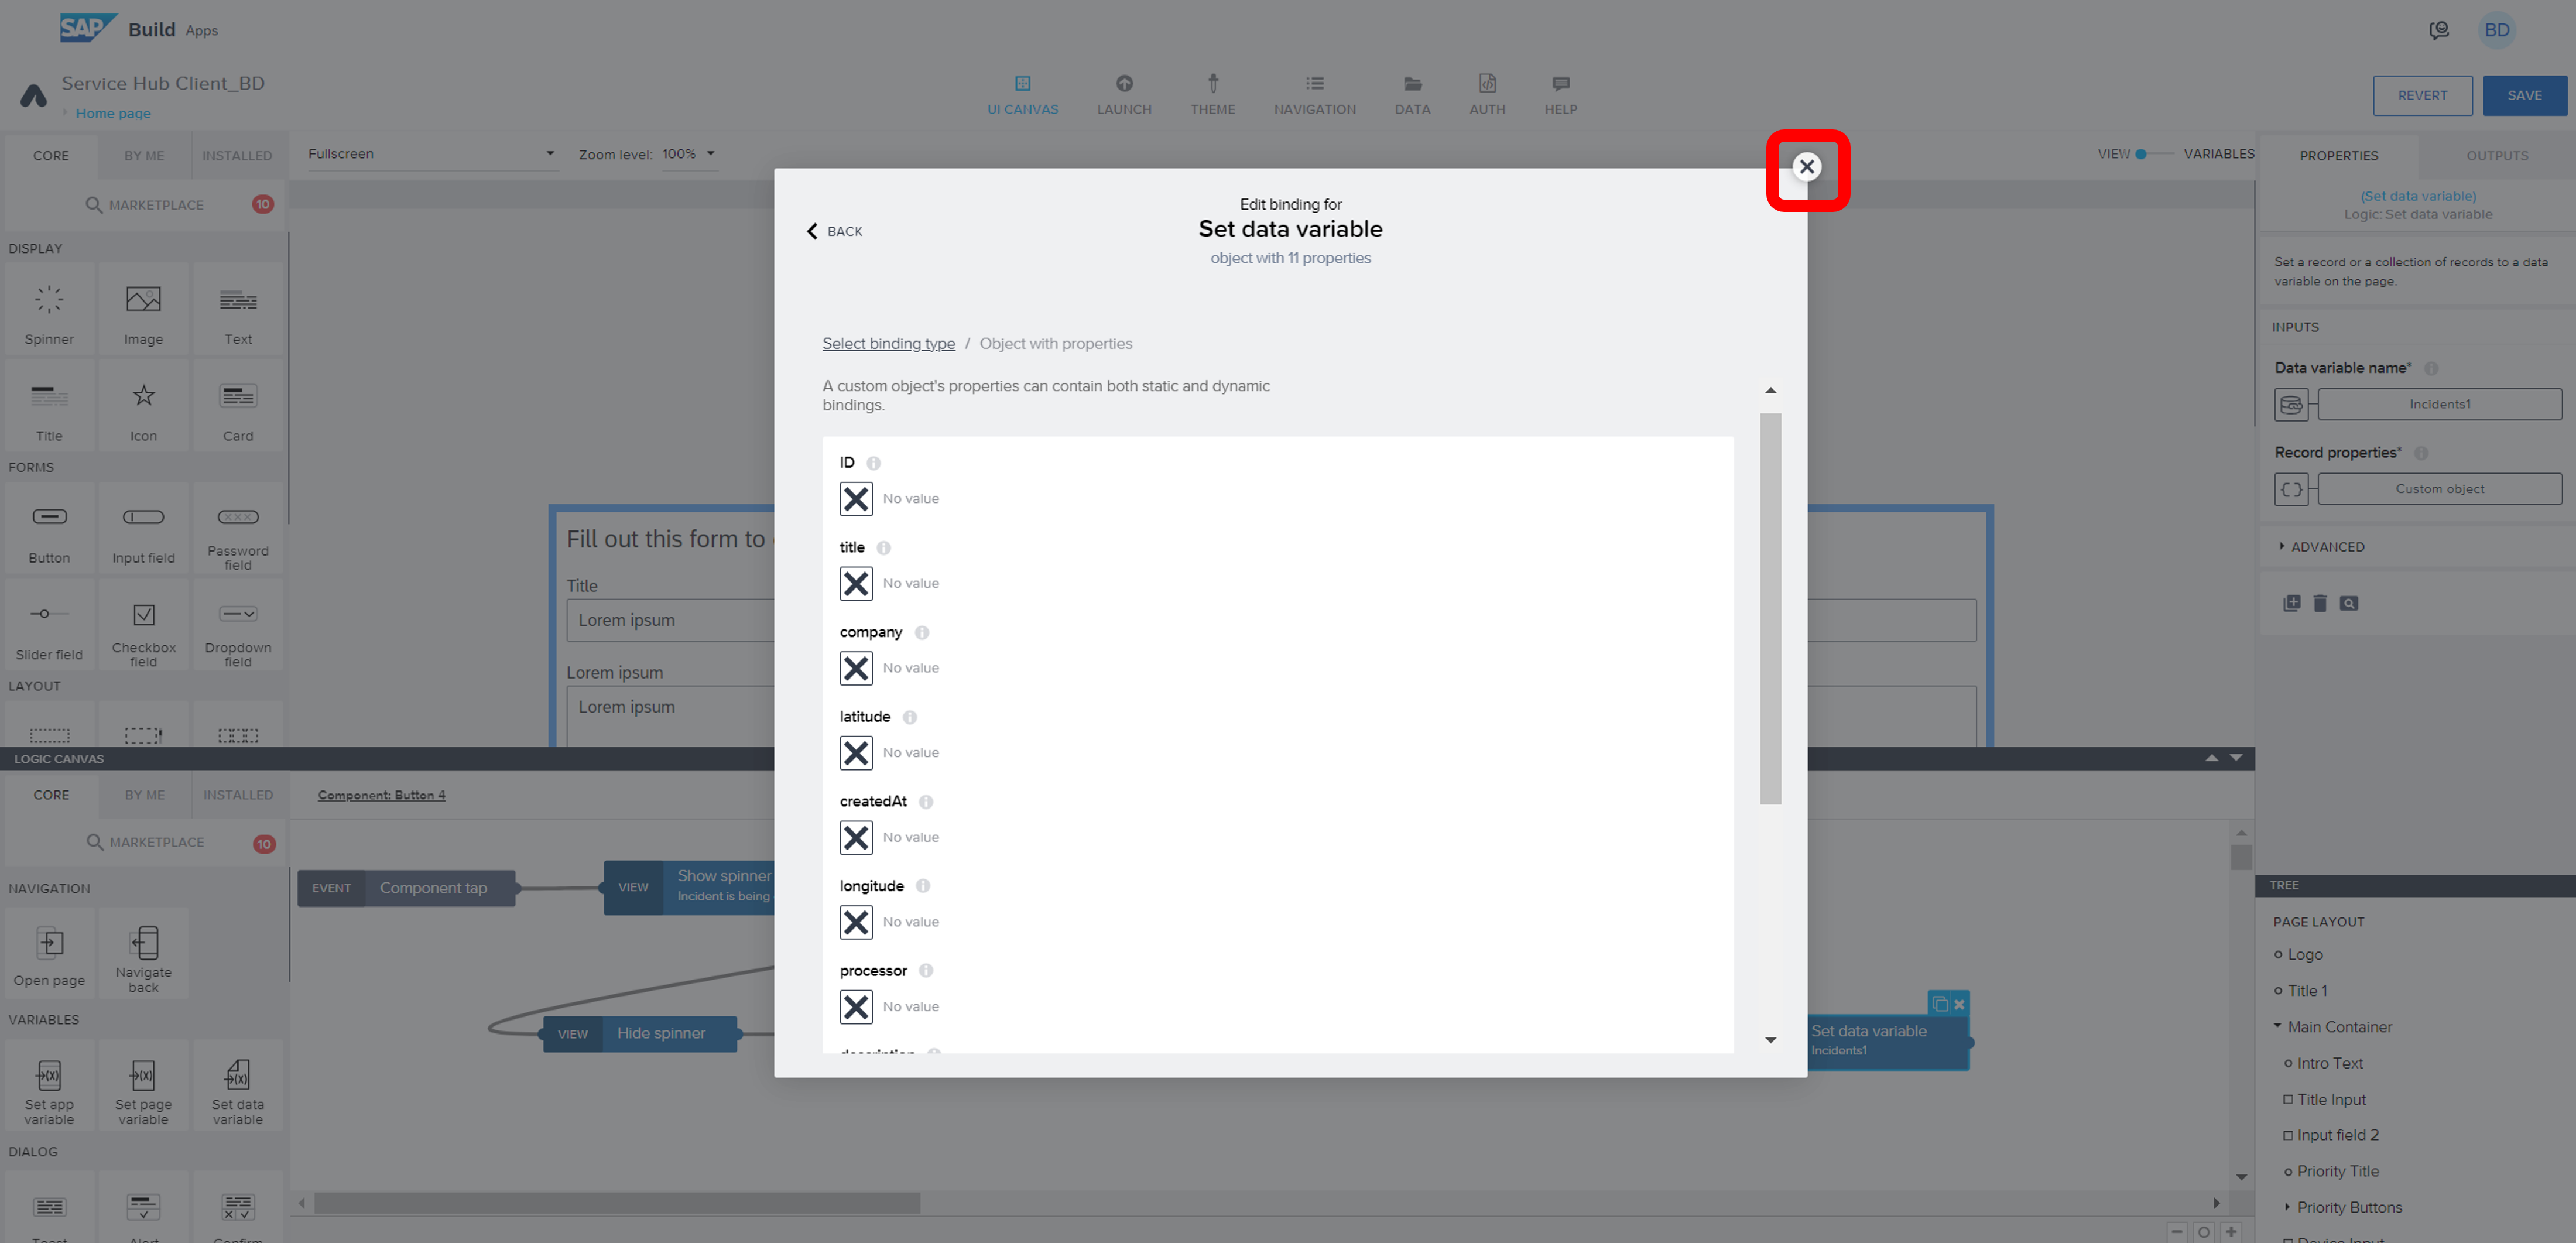 SAP Build Apps
BD
Service Hub Client_BD
Home page
UI CANVAS
LAUNCH
THEME
NAVIGATION
DATA
AUTH
HELP
REVERT
SAVE
CORE
BY ME
INSTALLED
Fullscreen
Zoom level: 100%
VIEW
VARIABLES
PROPERTIES
OUTPUTS
MARKETPLACE
10
DISPLAY
Spinner
Image
Text
Title
Icon
Card
FORMS
Button
Input field
Password
field
Slider field
Checkbox
field
Dropdown
field
LAYOUT
Fill out this form to
Title
Lorem ipsum
Lorem ipsum
Lorem ipsum
Edit binding for
BACK
Set data variable
object with 11 properties
Select binding type / Object with properties
A custom object's properties can contain both static and dynamic
bindings.
ID
No value
title
No value
company
No value
latitude
No value
createdAt
No value
longitude
No value
processor
No value
description
(Set data variable)
Logic: Set data variable
Set a record or a collection of records to a data
variable on the page.
INPUTS
Data variable name*
Incidents1
Record properties*
Custom object
ADVANCED
LOGIC CANVAS
CORE
BY ME
INSTALLED
Component: Button 4
MARKETPLACE
10
NAVIGATION
Open page
Navigate
back
VARIABLES
Set app
variable
Set page
variable
Set data
variable
DIALOG
Toast
Alert
Confirm
EVENT
Component tap
VIEW
Show spinner
Incident is being
VIEW
Hide spinner
Set data variable
Incidents1
TREE
PAGE LAYOUT
Logo
Title 1
Main Container
Intro Text
Title Input
Input field 2
Priority Title
Priority Buttons
Device Input